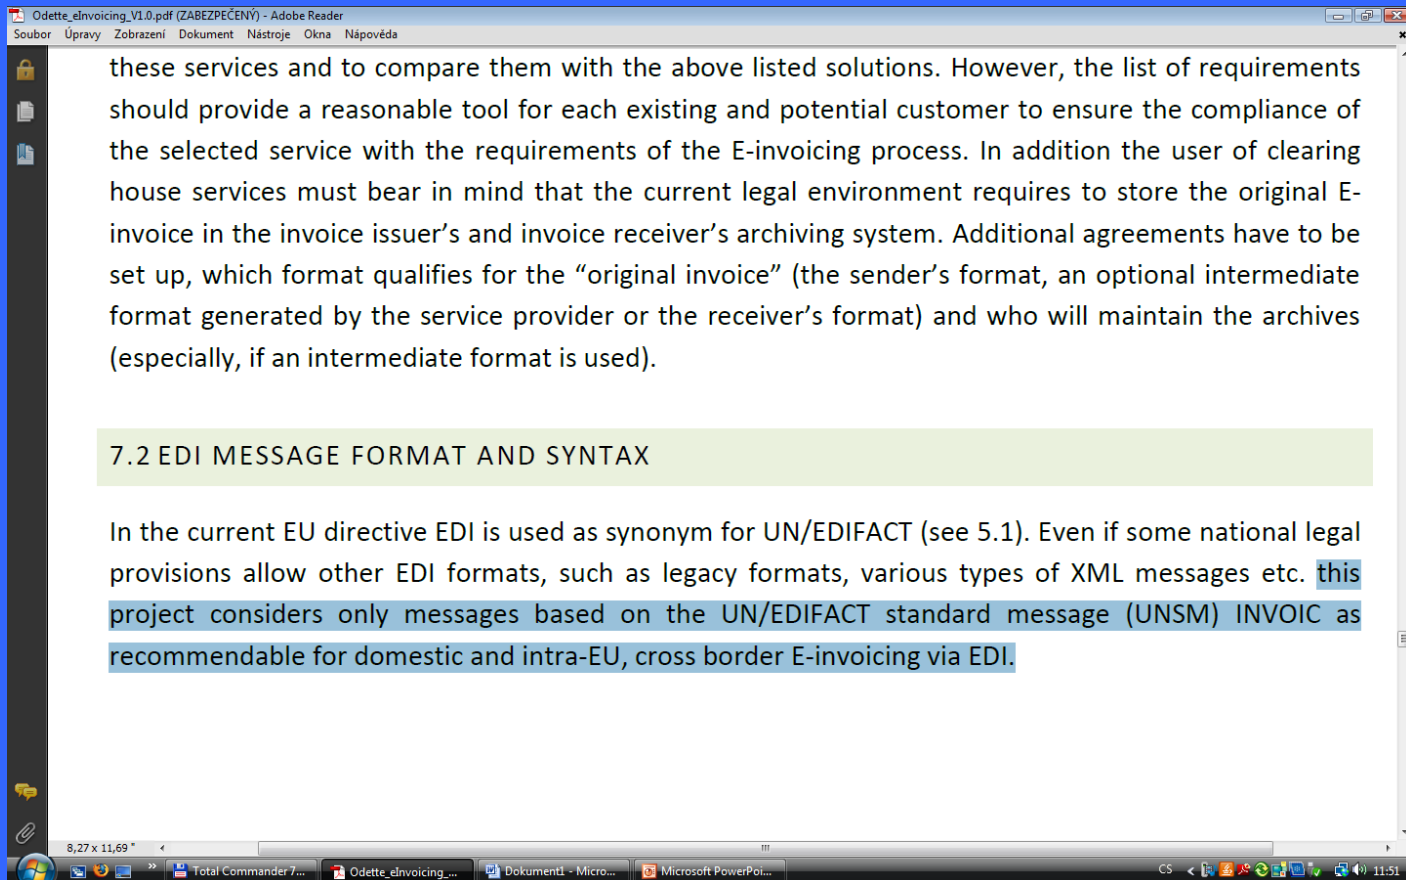 Odette_eInvoicing_V1.0.pdf (ZABEZPEČENÝ) - Adobe Reader
Soubor Úpravy Zobrazení Dokument Nástroje Okna Nápověda
these services and to compare them with the above listed solutions. However, the list of requirements
should provide a reasonable tool for each existing and potential customer to ensure the compliance of
the selected service with the requirements of the E-invoicing process. In addition the user of clearing
house services must bear in mind that the current legal environment requires to store the original E-
invoice in the invoice issuer’s and invoice receiver’s archiving system. Additional agreements have to be
set up, which format qualifies for the “original invoice” (the sender’s format, an optional intermediate
format generated by the service provider or the receiver’s format) and who will maintain the archives
(especially, if an intermediate format is used).
7.2 EDI MESSAGE FORMAT AND SYNTAX
In the current EU directive EDI is used as synonym for UN/EDIFACT (see 5.1). Even if some national legal
provisions allow other EDI formats, such as legacy formats, various types of XML messages etc. this
project considers only messages based on the UN/EDIFACT standard message (UNSM) INVOIC as
recommendable for domestic and intra-EU, cross border E-invoicing via EDI.
8,27 x 11,69 "
Total Commander 7... Odette_eInvoicing_... Dokument1 - Micro... Microsoft PowerPoi... CS 11:51